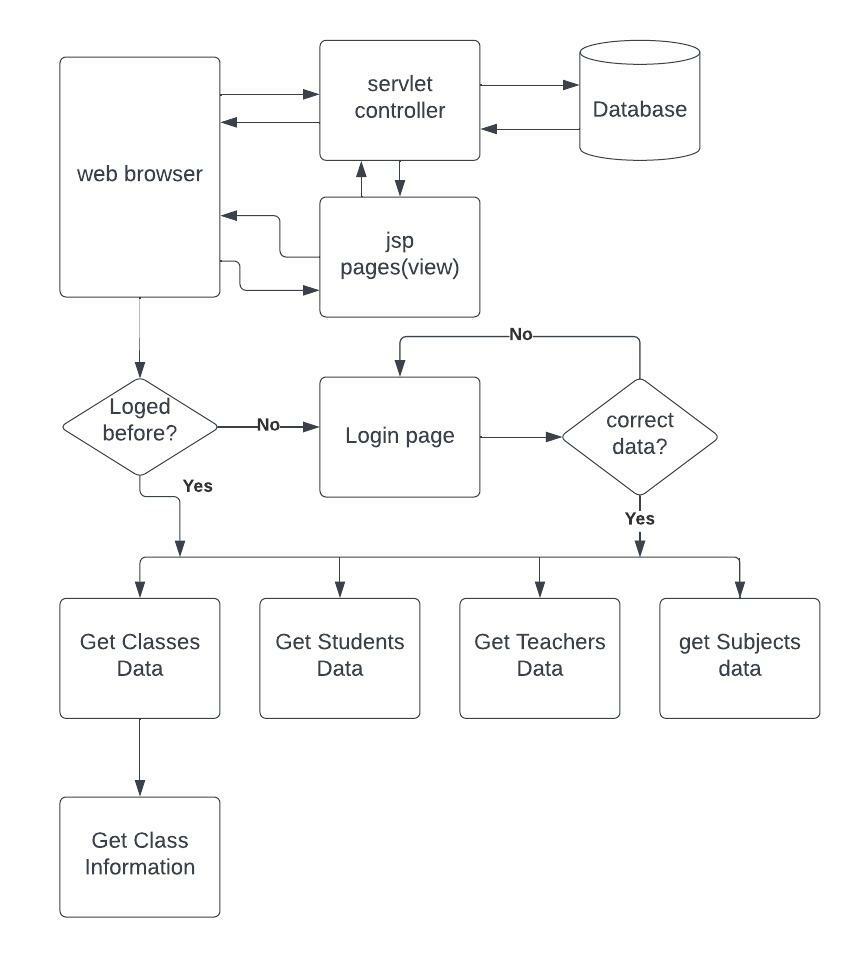 servlet
controller
Database
web browser
jsp
pages(view)
No
Loged
before?
No
Login page
correct
data?
Yes
Yes
Get Classes
Data
Get Students
Data
Get Teachers
Data
get Subjects
data
Get Class
Information